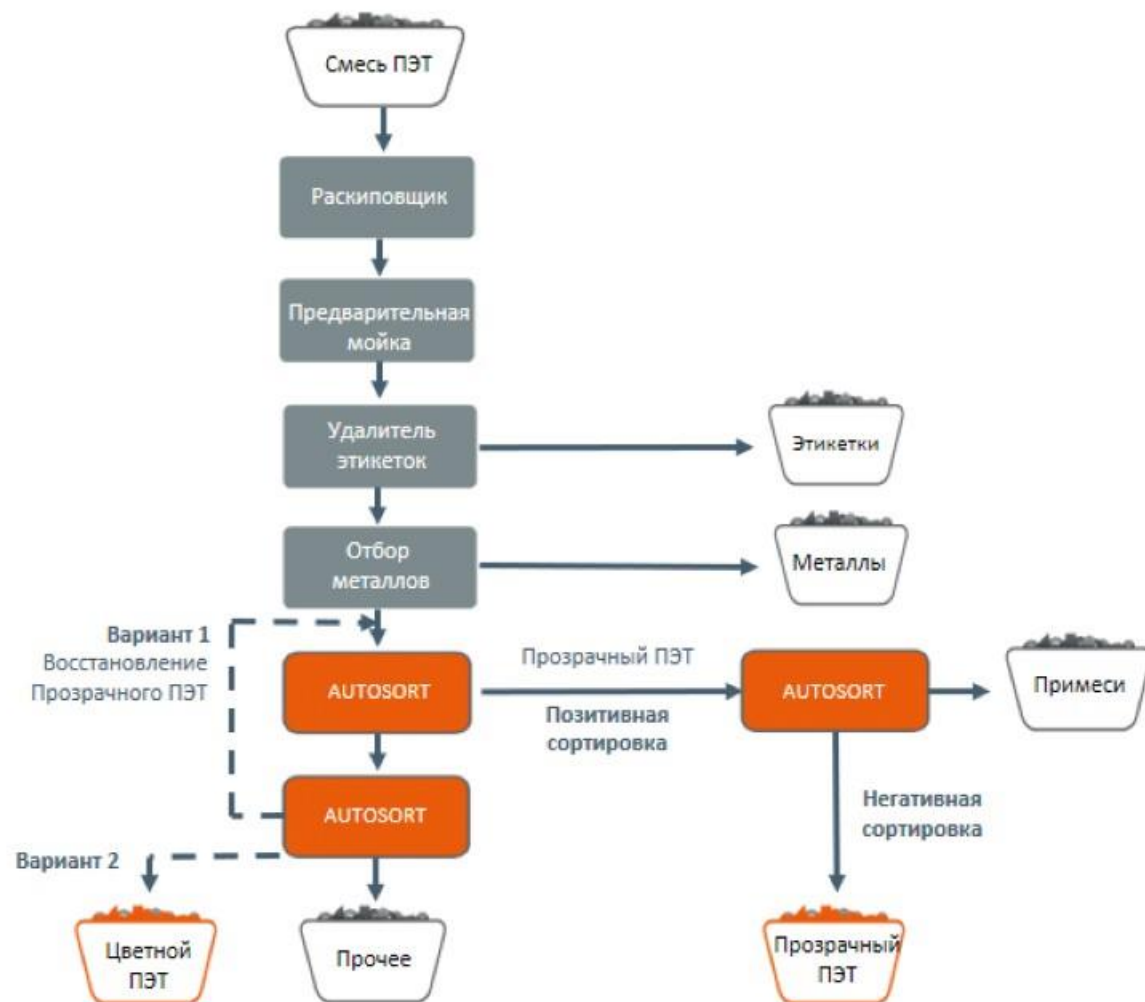 Смесь ПЭТ
Раскиповщик
Предварительная
мойка
Удалитель
этикеток
Этикетки
Отбор
металлов
Металлы
Вариант 1
Восстановление
Прозрачного ПЭТ
AUTOSORT
Прозрачный ПЭТ
Позитивная
сортировка
AUTOSORT
Примеси
AUTOSORT
Негативная
сортировка
Вариант 2
Цветной
ПЭТ
Прочее
Прозрачный
ПЭТ